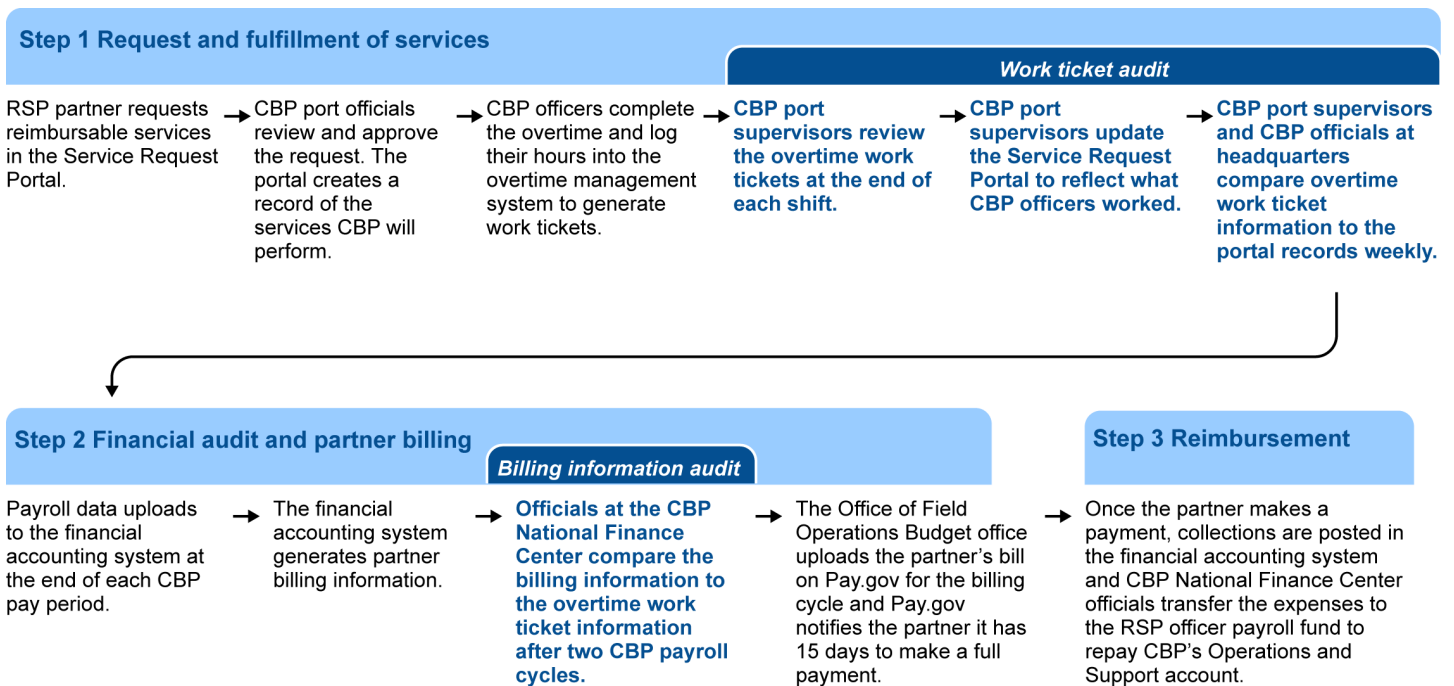 Step 1 Request and fulfillment of services
Work ticket audit
RSP partner requests
reimbursable services
in the Service Request
Portal.
CBP port officials
review and approve
the request. The
portal creates a
record of the
services CBP will
perform.
CBP officers complete
the overtime and log
their hours into the
overtime management
system to generate
work tickets.
CBP port
supervisors review
the overtime work
tickets at the end of
each shift.
CBP port
supervisors update
the Service Request
Portal to reflect what
CBP officers worked.
CBP port supervisors
and CBP officials at
headquarters
compare overtime
work ticket
information to the
portal records weekly.
Step 2 Financial audit and partner billing
Billing information audit
Payroll data uploads
to the financial
accounting system at
the end of each CBP
pay period.
The financial
accounting system
generates partner
billing information.
Officials at the CBP
National Finance
Center compare the
billing information to
the overtime work
ticket information
after two CBP payroll
cycles.
The Office of Field
Operations Budget office
uploads the partner’s bill
on Pay.gov for the billing
cycle and Pay.gov
notifies the partner it has
15 days to make a full
payment.
Step 3 Reimbursement
Once the partner makes a
payment, collections are posted in
the financial accounting system
and CBP National Finance Center
officials transfer the expenses to
the RSP officer payroll fund to
repay CBP’s Operations and
Support account.